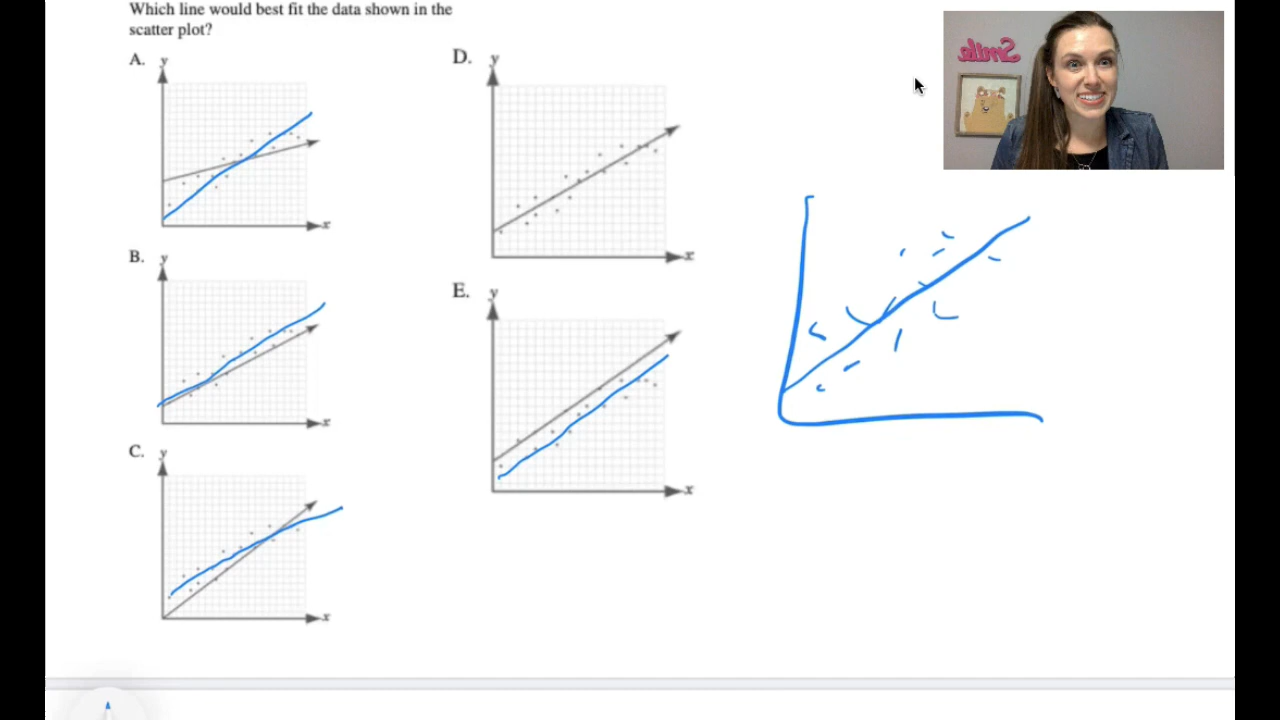 Which line would best fit the data shown in the
scatter plot?
A.
y
x
B.
y
x
C.
y
x
D.
y
x
E.
y
x
Smile